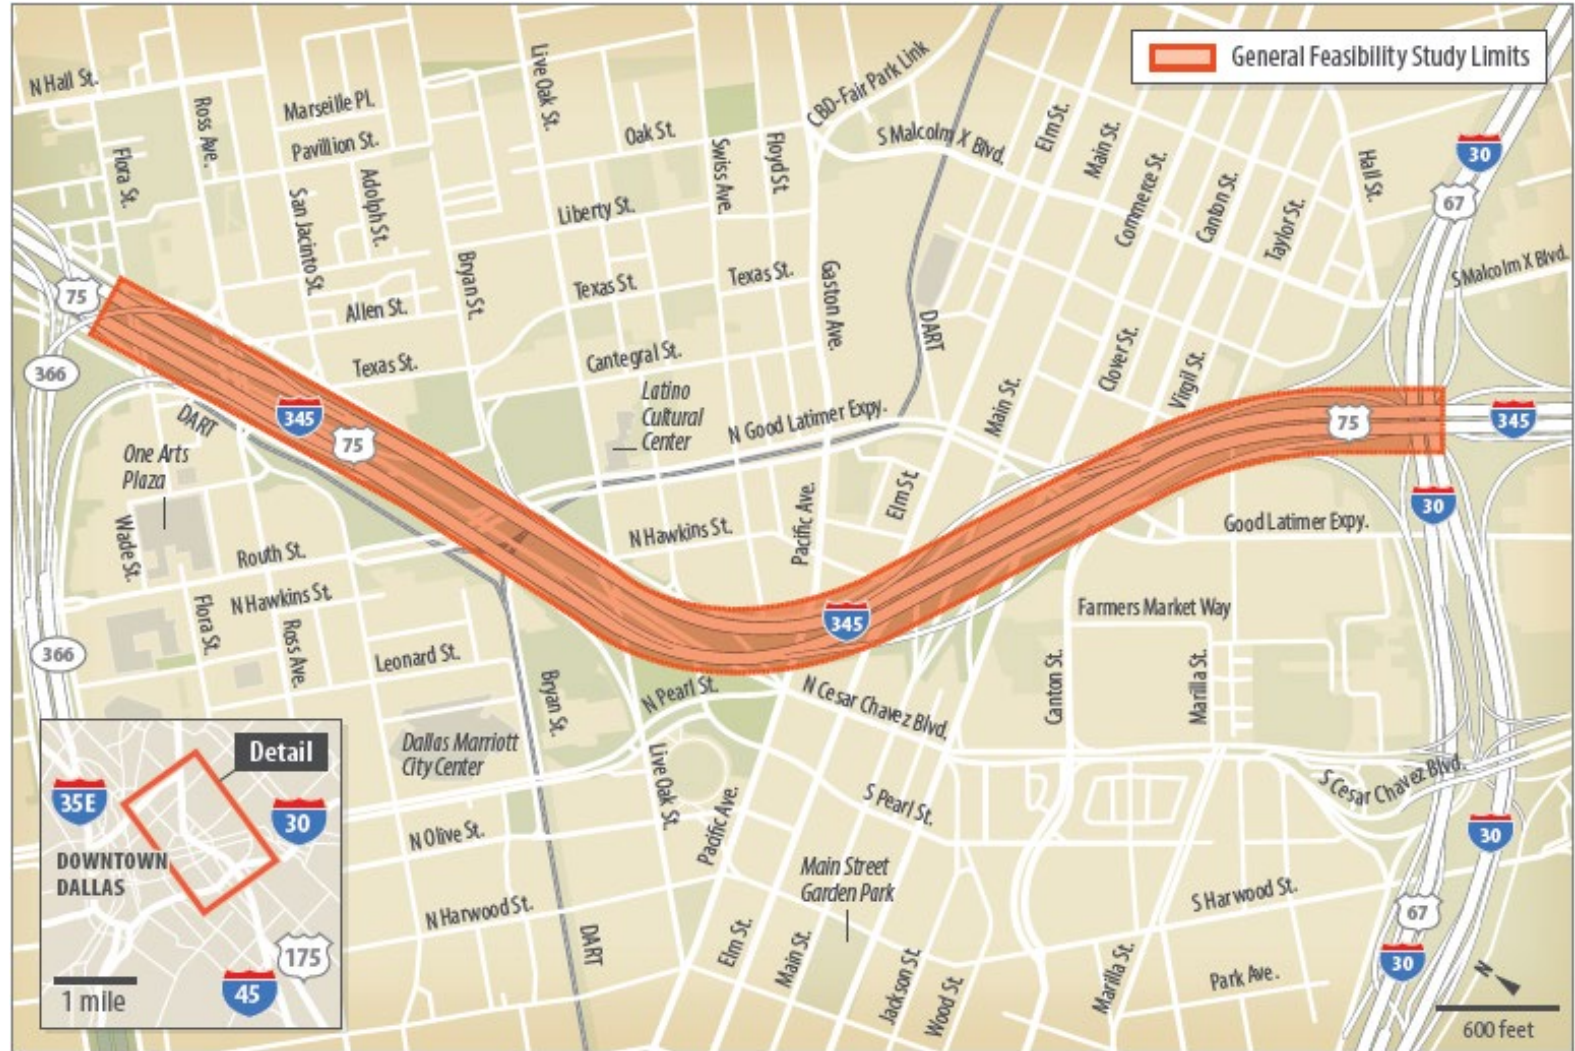 General Feasibility Study Limits
N Hall St.
Ross Ave.
Marseille Pl.
Pavillion St.
Flora St.
San Jacinto St.
Adolph St.
Live Oak St.
Oak St.
Swiss Ave.
Floyd St.
CBD-Fair Park Link
S Malcolm X Blvd.
Elm St.
Main St.
Commerce St.
Canton St.
Taylor St.
Hall St.
30
67
S Malcolm X Blvd.
Liberty St.
Bryan St.
Texas St.
Texas St.
Gaston Ave.
DART
75
366
Allen St.
Texas St.
Cantegral St.
Latino
Cultural
Center
N Good Latimer Expy.
Main St.
Clover St.
Virgil St.
345
75
75
345
DART
One Arts
Plaza
Wade St.
Routh St.
N Hawkins St.
Flora St.
Ross Ave.
N Hawkins St.
Pacific Ave.
Elm St
30
Good Latimer Expy.
345
Farmers Market Way
366
Leonard St.
Bryan St.
N Pearl St.
N Cesar Chavez Blvd.
Canton St.
Marilla St.
Dallas Marriott
City Center
Live Oak St.
Pacific Ave.
S Pearl St.
S Cesar Chavez Blvd.
30
N Olive St.
Main Street
Garden Park
N Harwood St.
DART
Elm St.
Main St.
Jackson St.
Wood St.
Marilla St.
S Harwood St.
Park Ave.
67
30
N
600 feet
Detail
35E
30
DOWNTOWN
DALLAS
175
45
1 mile